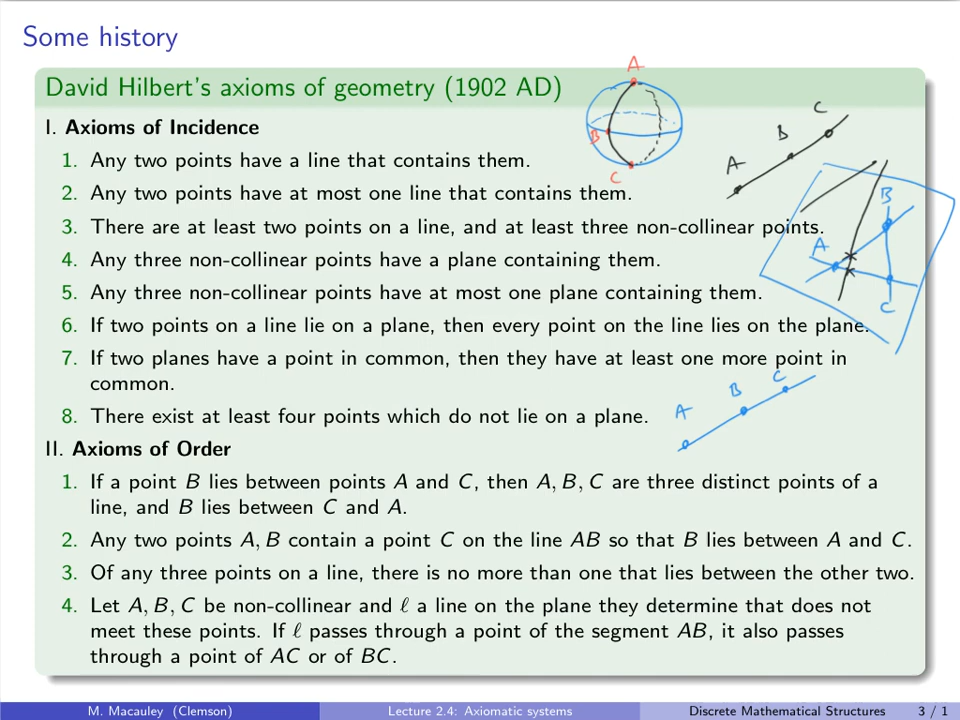 Some history
David Hilbert's axioms of geometry (1902 AD)
A
B
C
A B C
I. Axioms of Incidence
1. Any two points have a line that contains them.
2. Any two points have at most one line that contains them.
3. There are at least two points on a line, and at least three non-collinear points.
A B C
4. Any three non-collinear points have a plane containing them.
5. Any three non-collinear points have at most one plane containing them.
6. If two points on a line lie on a plane, then every point on the line lies on the plane.
7. If two planes have a point in common, then they have at least one more point in
common.
8. There exist at least four points which do not lie on a plane.
A B C
II. Axioms of Order
1. If a point B lies between points A and C, then A, B, C are three distinct points of a
line, and B lies between C and A.
2. Any two points A, B contain a point C on the line AB so that B lies between A and C.
3. Of any three points on a line, there is no more than one that lies between the other two.
4. Let A, B, C be non-collinear and ℓ a line on the plane they determine that does not
meet these points. If ℓ passes through a point of the segment AB, it also passes
through a point of AC or of BC.
M. Macauley (Clemson) Lecture 2.4: Axiomatic systems Discrete Mathematical Structures 3 / 1